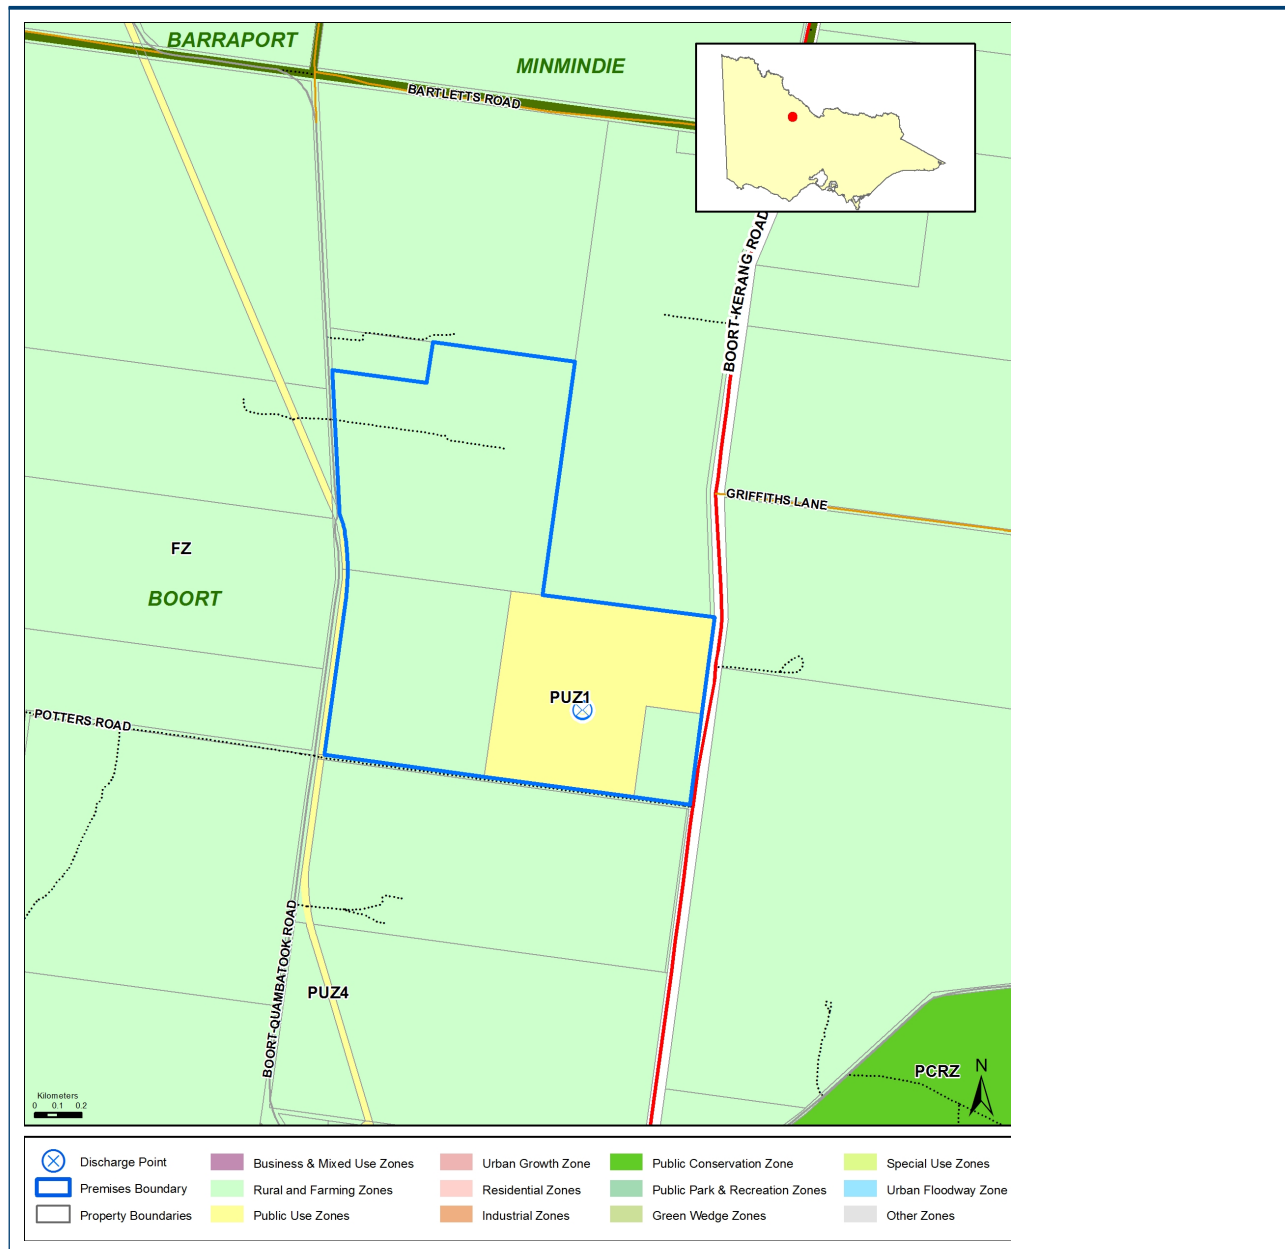 BARRAPORT
MINMINDIE
BARTLETTS ROAD
BOORT-KERANG ROAD
GRIFFITHS LANE
FZ
BOORT
PUZ1
POTTERS ROAD
BOORT-QUAMBATOOK ROAD
PUZ4
PCRZ
N
Kilometers
0 0.1 0.2
Discharge Point
Premises Boundary
Property Boundaries
Business & Mixed Use Zones
Rural and Farming Zones
Public Use Zones
Urban Growth Zone
Residential Zones
Industrial Zones
Public Conservation Zone
Public Park & Recreation Zones
Green Wedge Zones
Special Use Zones
Urban Floodway Zone
Other Zones